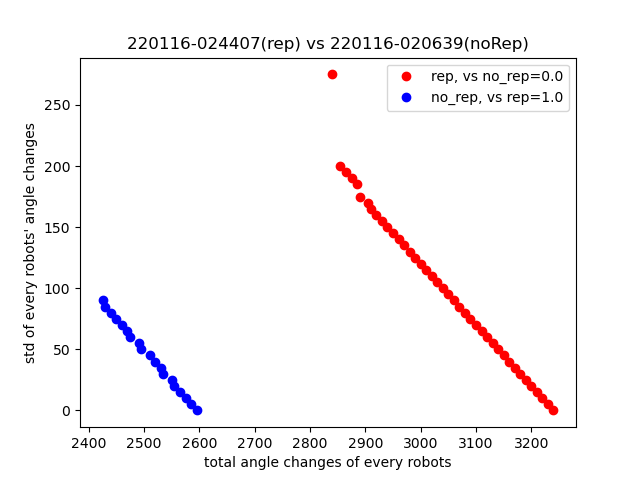 220116-024407(rep) vs 220116-020639(noRep)
rep, vs no_rep=0.0
no_rep, vs rep=1.0
std of every robots' angle changes
250
200
150
100
50
0
2400 2500 2600 2700 2800 2900 3000 3100 3200
total angle changes of every robots